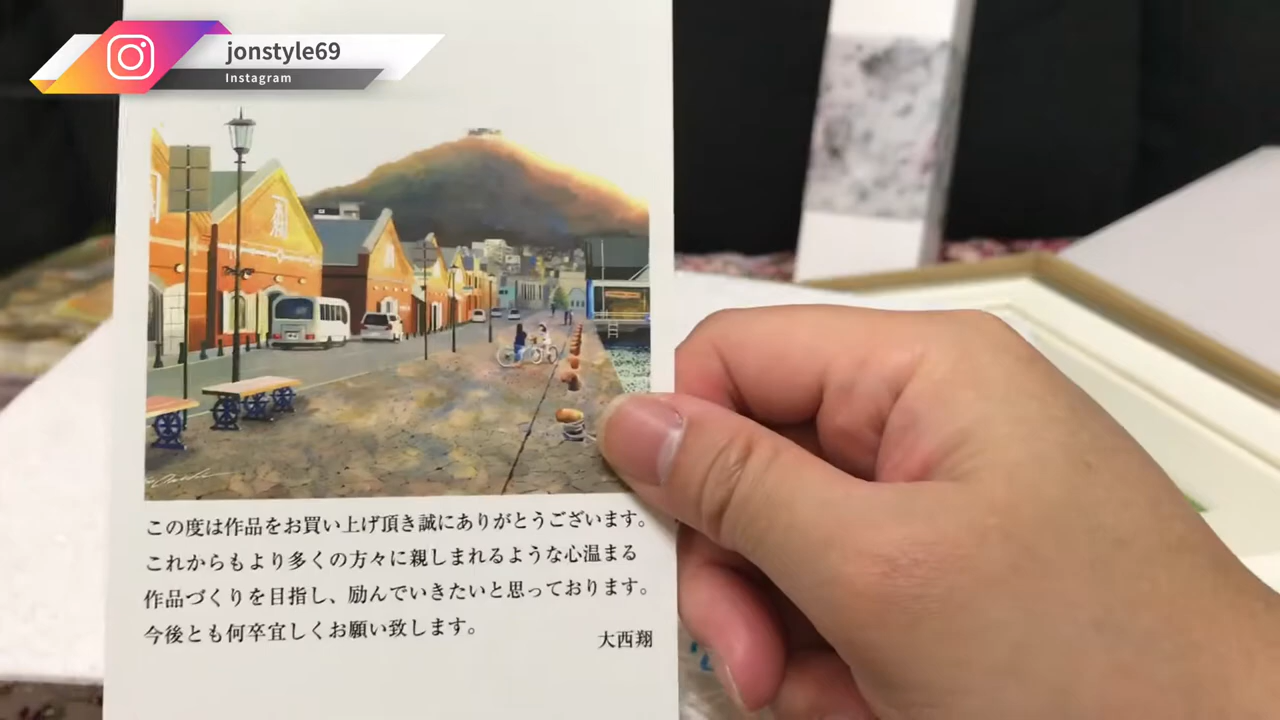 jonstyle69
Instagram
この度は作品をお買い上げ頂き誠にありがとうございます。
これからもより多くの方々に親しまれるような心温まる
作品づくりを目指し、励んでいきたいと思っております。
今後とも何卒宜しくお願い致します。
大西翔